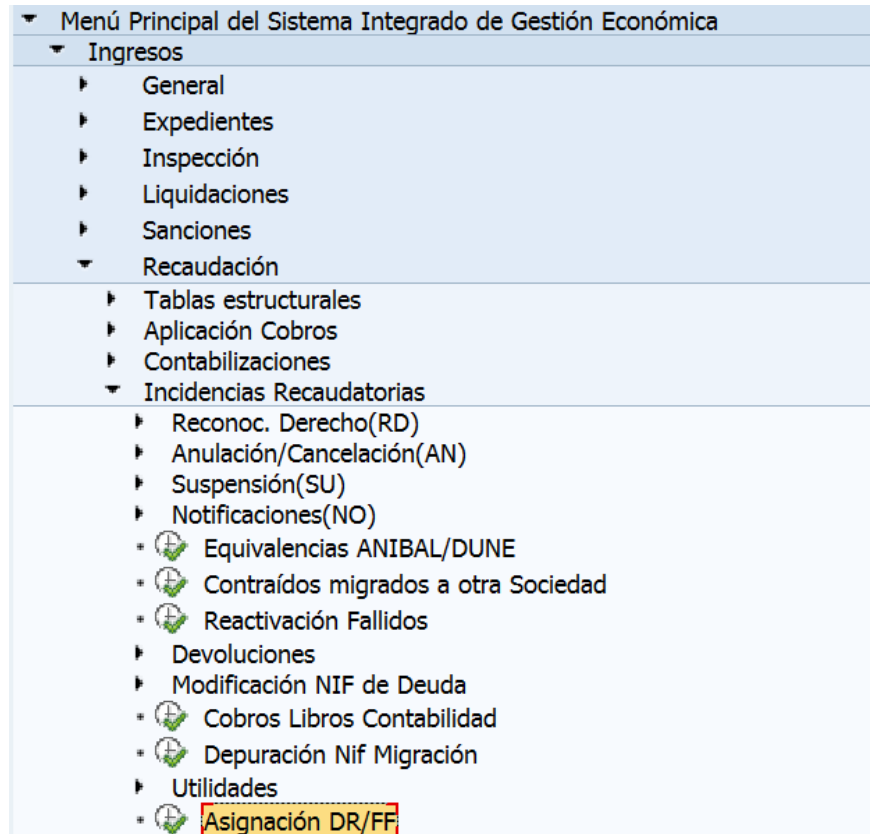 Menú Principal del Sistema Integrado de Gestión Económica
Ingresos
General
Expedientes
Inspección
Liquidaciones
Sanciones
Recaudación
Tablas estructurales
Aplicación Cobros
Contabilizaciones
Incidencias Recaudatorias
Reconoc. Derecho(RD)
Anulación/Cancelación(AN)
Suspensión(SU)
Notificaciones(NO)
Equivalencias ANIBAL/DUNE
Contraídos migrados a otra Sociedad
Reactivación Fallidos
Devoluciones
Modificación NIF de Deuda
Cobros Libros Contabilidad
Depuración Nif Migración
Utilidades
Asignación DR/FF